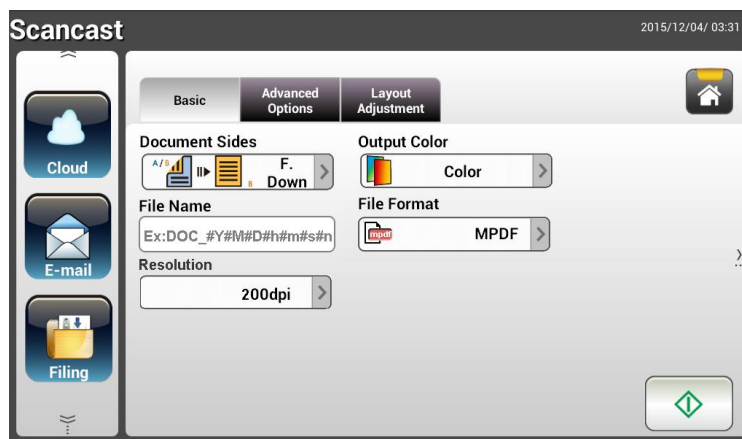 Scancast
2015/12/04/ 03:31
Basic
Advanced
Options
Layout
Adjustment
Cloud
E-mail
Filing
Document Sides
A/B
B
F.
Down
Output Color
Color
File Name
Ex:DOC_#Y#M#D#h#m#s#n
File Format
mpdf
MPDF
Resolution
200dpi